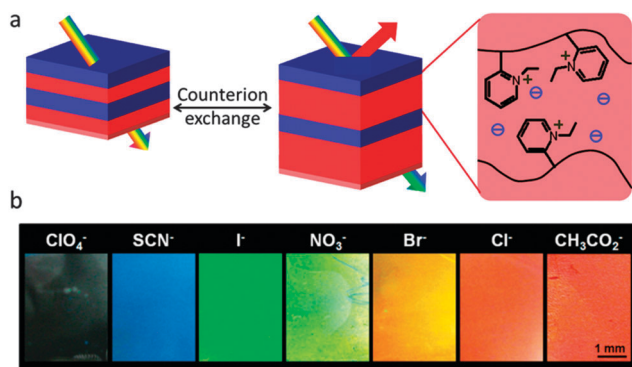 a
Counterion
exchange
N
+
N
+
N
+
⊖
⊖
⊖
⊖
b
ClO₄⁻ SCN⁻ I⁻ NO₃⁻ Br⁻ Cl⁻ CH₃CO₂⁻
1 mm